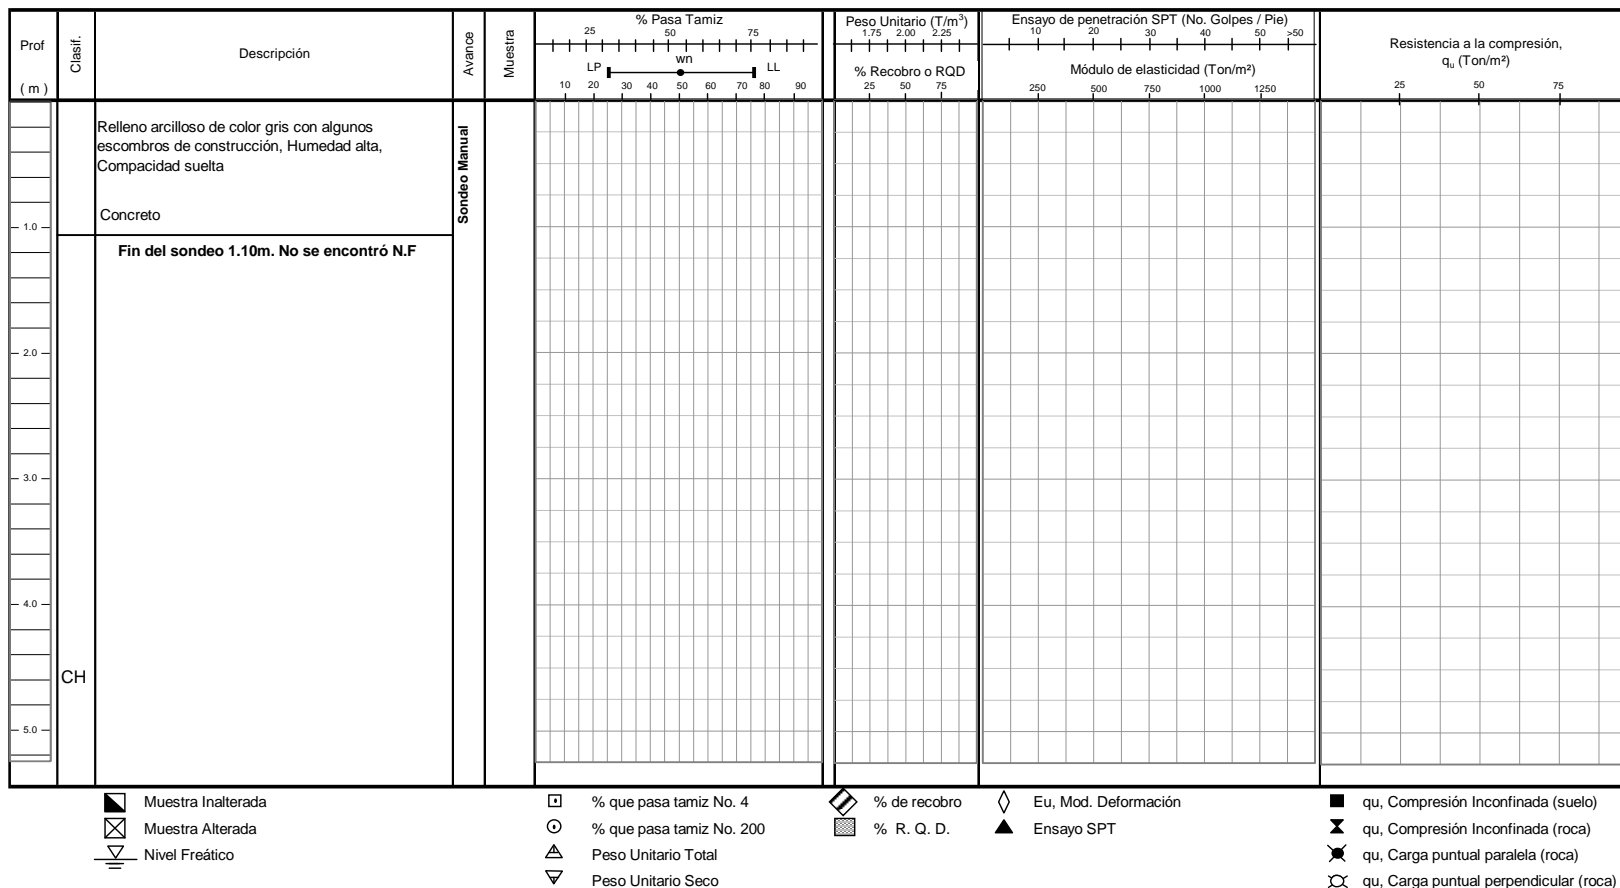 Prof
( m )
Clasif.
Descripción
Avance
Muestra
% Pasa Tamiz
25 50 75
LP wn LL
10 20 30 40 50 60 70 80 90
Peso Unitario (T/m³)
1.75 2.00 2.25
% Recobro o RQD
25 50 75
Ensayo de penetración SPT (No. Golpes / Pie)
10 20 30 40 50 >50
Módulo de elasticidad (Ton/m²)
250 500 750 1000 1250
Resistencia a la compresión,
qu (Ton/m²)
25 50 75
Relleno arcilloso de color gris con algunos
escombros de construcción, Humedad alta,
Compacidad suelta
Concreto
Sondeo Manual
1.0
Fin del sondeo 1.10m. No se encontró N.F
2.0
3.0
4.0
CH
5.0
Muestra Inalterada
Muestra Alterada
Nivel Freático
% que pasa tamiz No. 4
% que pasa tamiz No. 200
Peso Unitario Total
Peso Unitario Seco
% de recobro
% R. Q. D.
Eu, Mod. Deformación
Ensayo SPT
qu, Compresión Inconfinada (suelo)
qu, Compresión Inconfinada (roca)
qu, Carga puntual paralela (roca)
qu, Carga puntual perpendicular (roca)